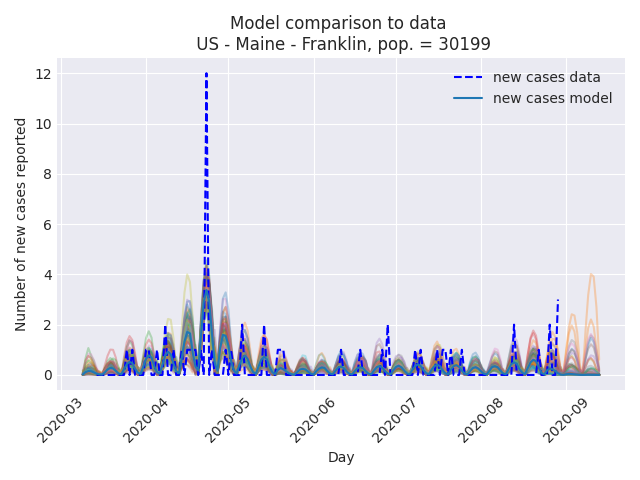 Model comparison to data
US - Maine - Franklin, pop. = 30199
new cases data
new cases model
Number of new cases reported
12
10
8
6
4
2
0
2020-03
2020-04
2020-05
2020-06
2020-07
2020-08
2020-09
Day